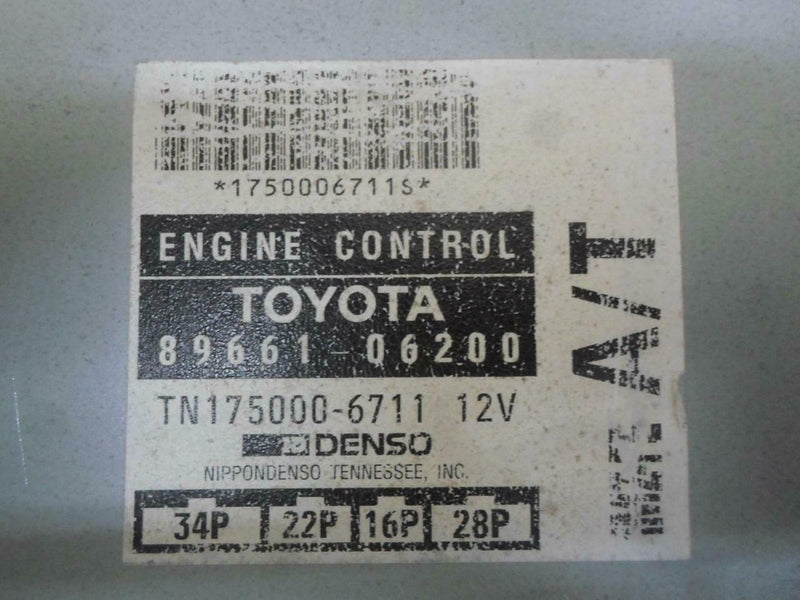 *1750006711S*
ENGINE CONTROL
TOYOTA
89661-06200
TN175000-6711 12V
DENSO
NIPPONDENSO TENNESSEE, INC.
34P 22P 16P 28P
A/T